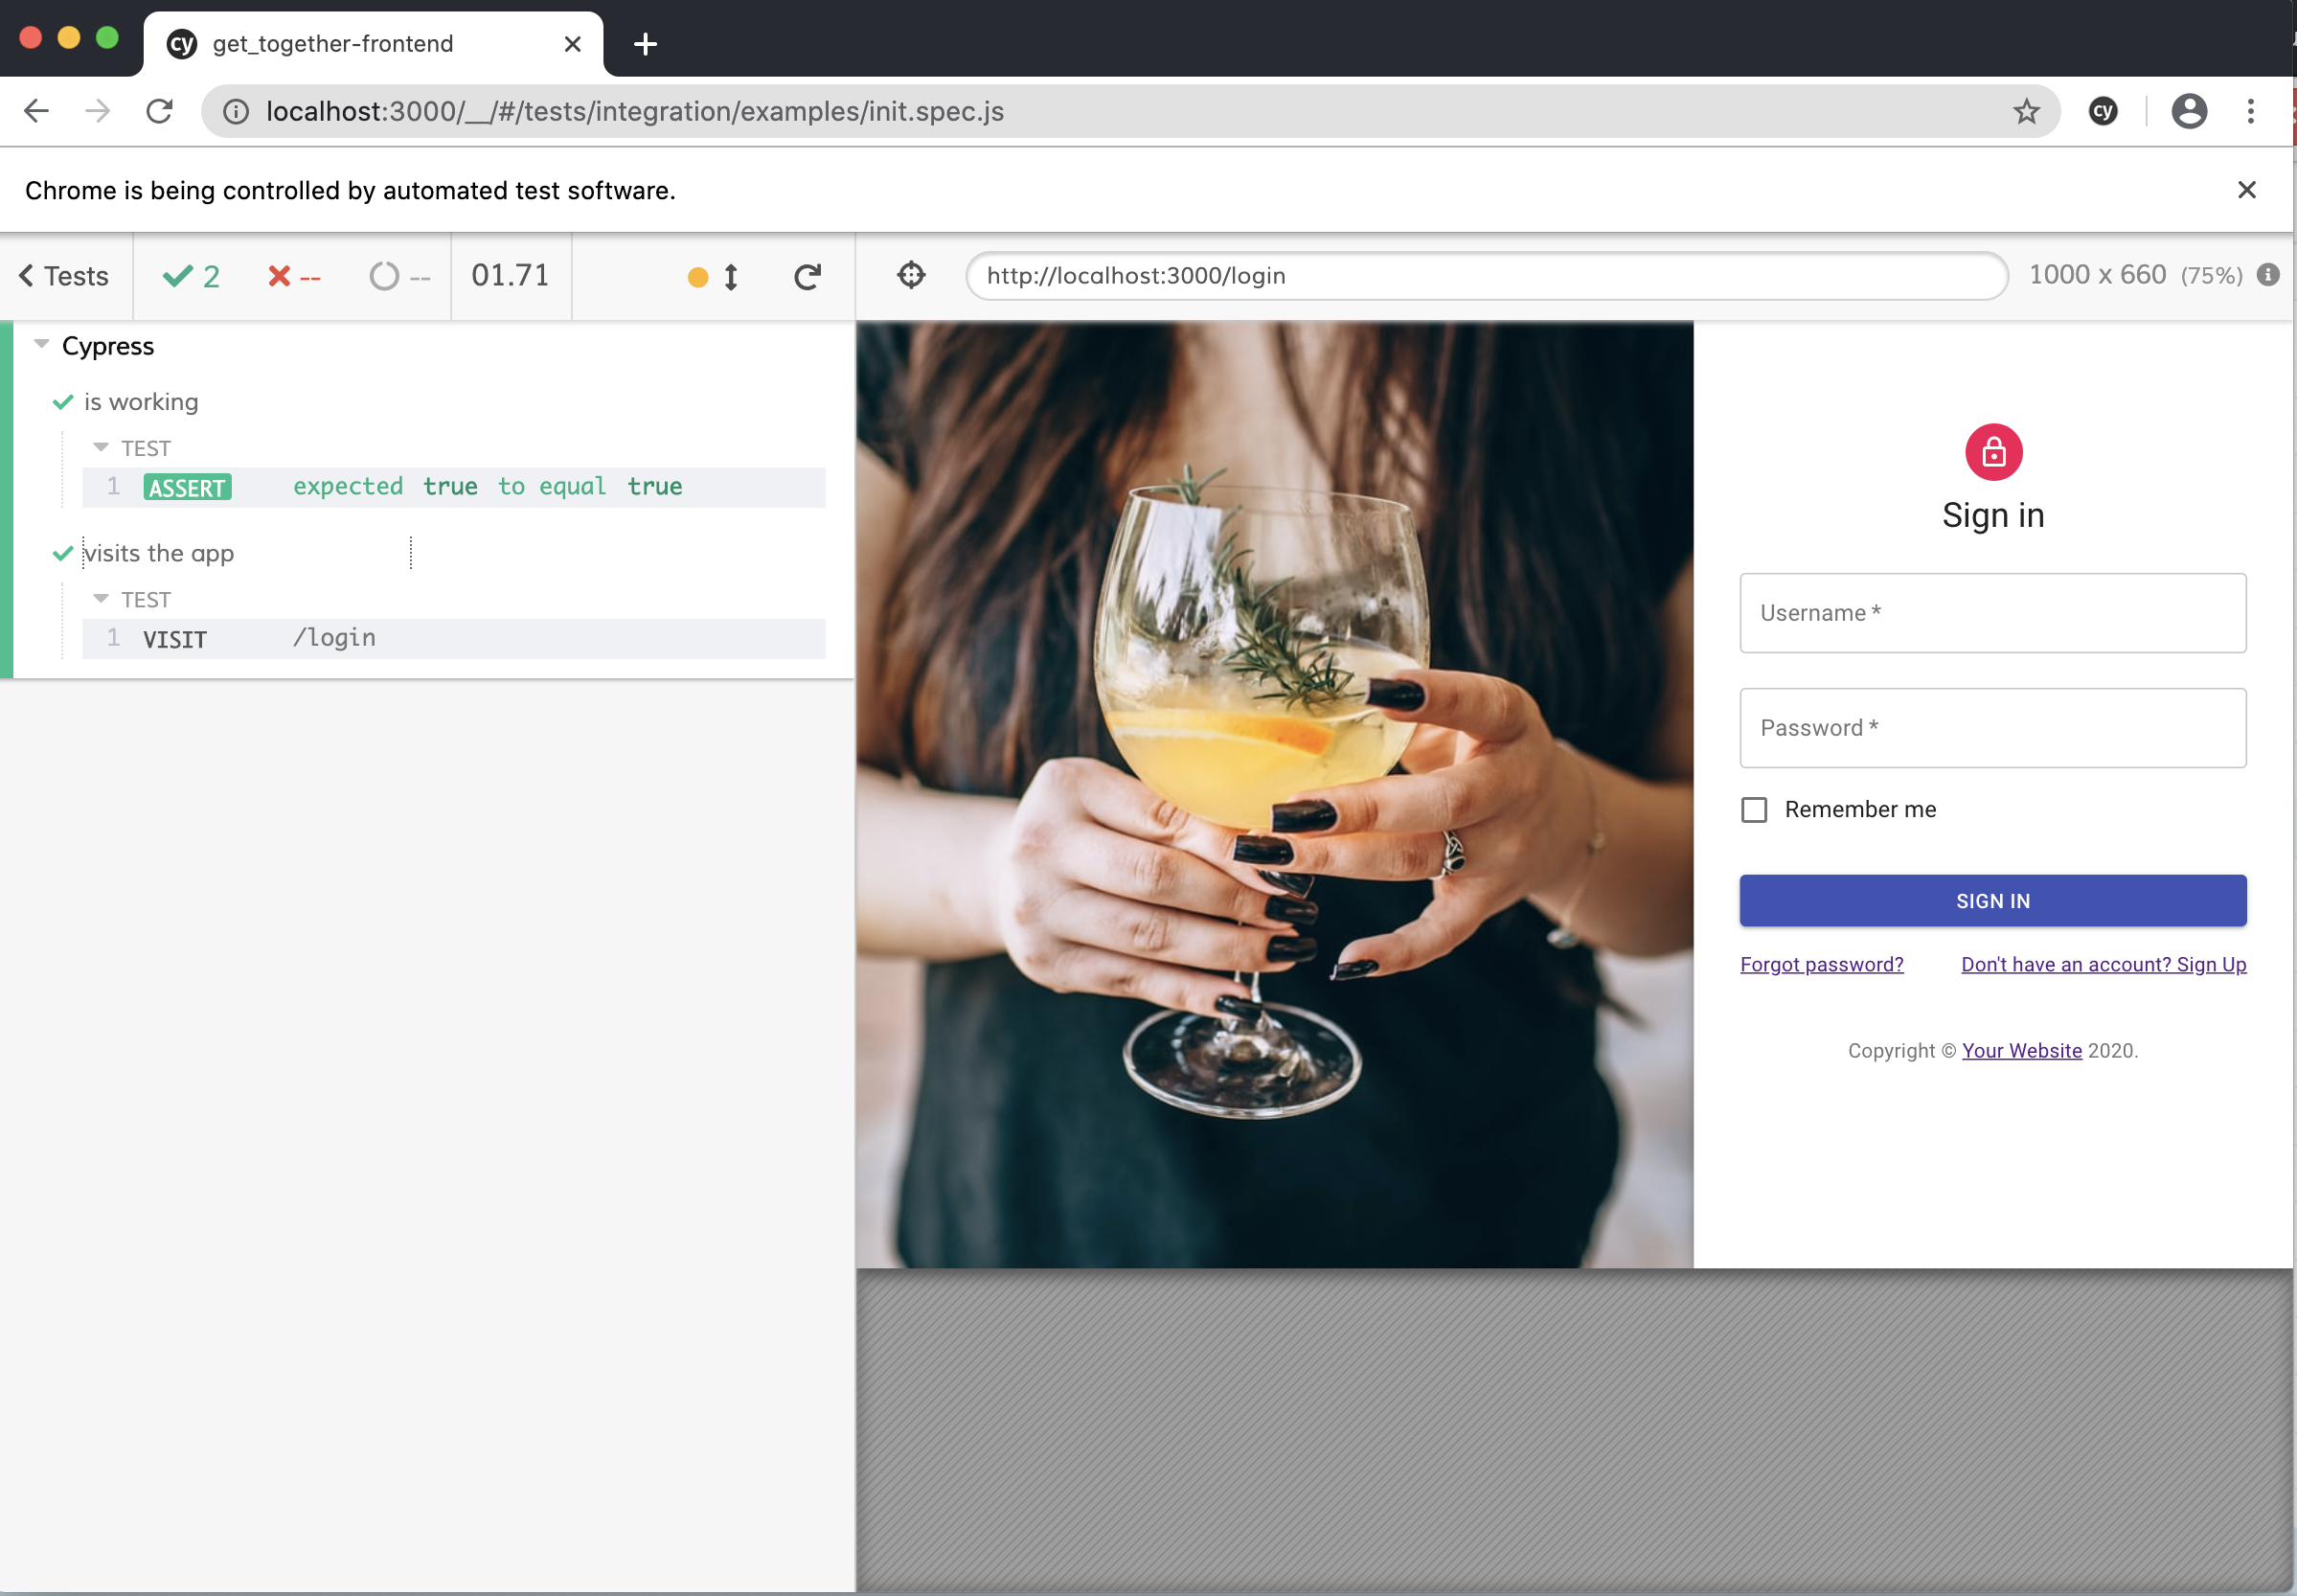 cy get_together-frontend
localhost:3000/__/#/tests/integration/examples/init.spec.js cy
Chrome is being controlled by automated test software.
Tests 2 -- -- 01.71 http://localhost:3000/login 1000 x 660 (75%)
Cypress
is working
TEST
1 ASSERT expected true to equal true
visits the app
TEST
1 VISIT /login
Sign in
Username *
Password *
Remember me
SIGN IN
Forgot password? Don't have an account? Sign Up
Copyright © Your Website 2020.